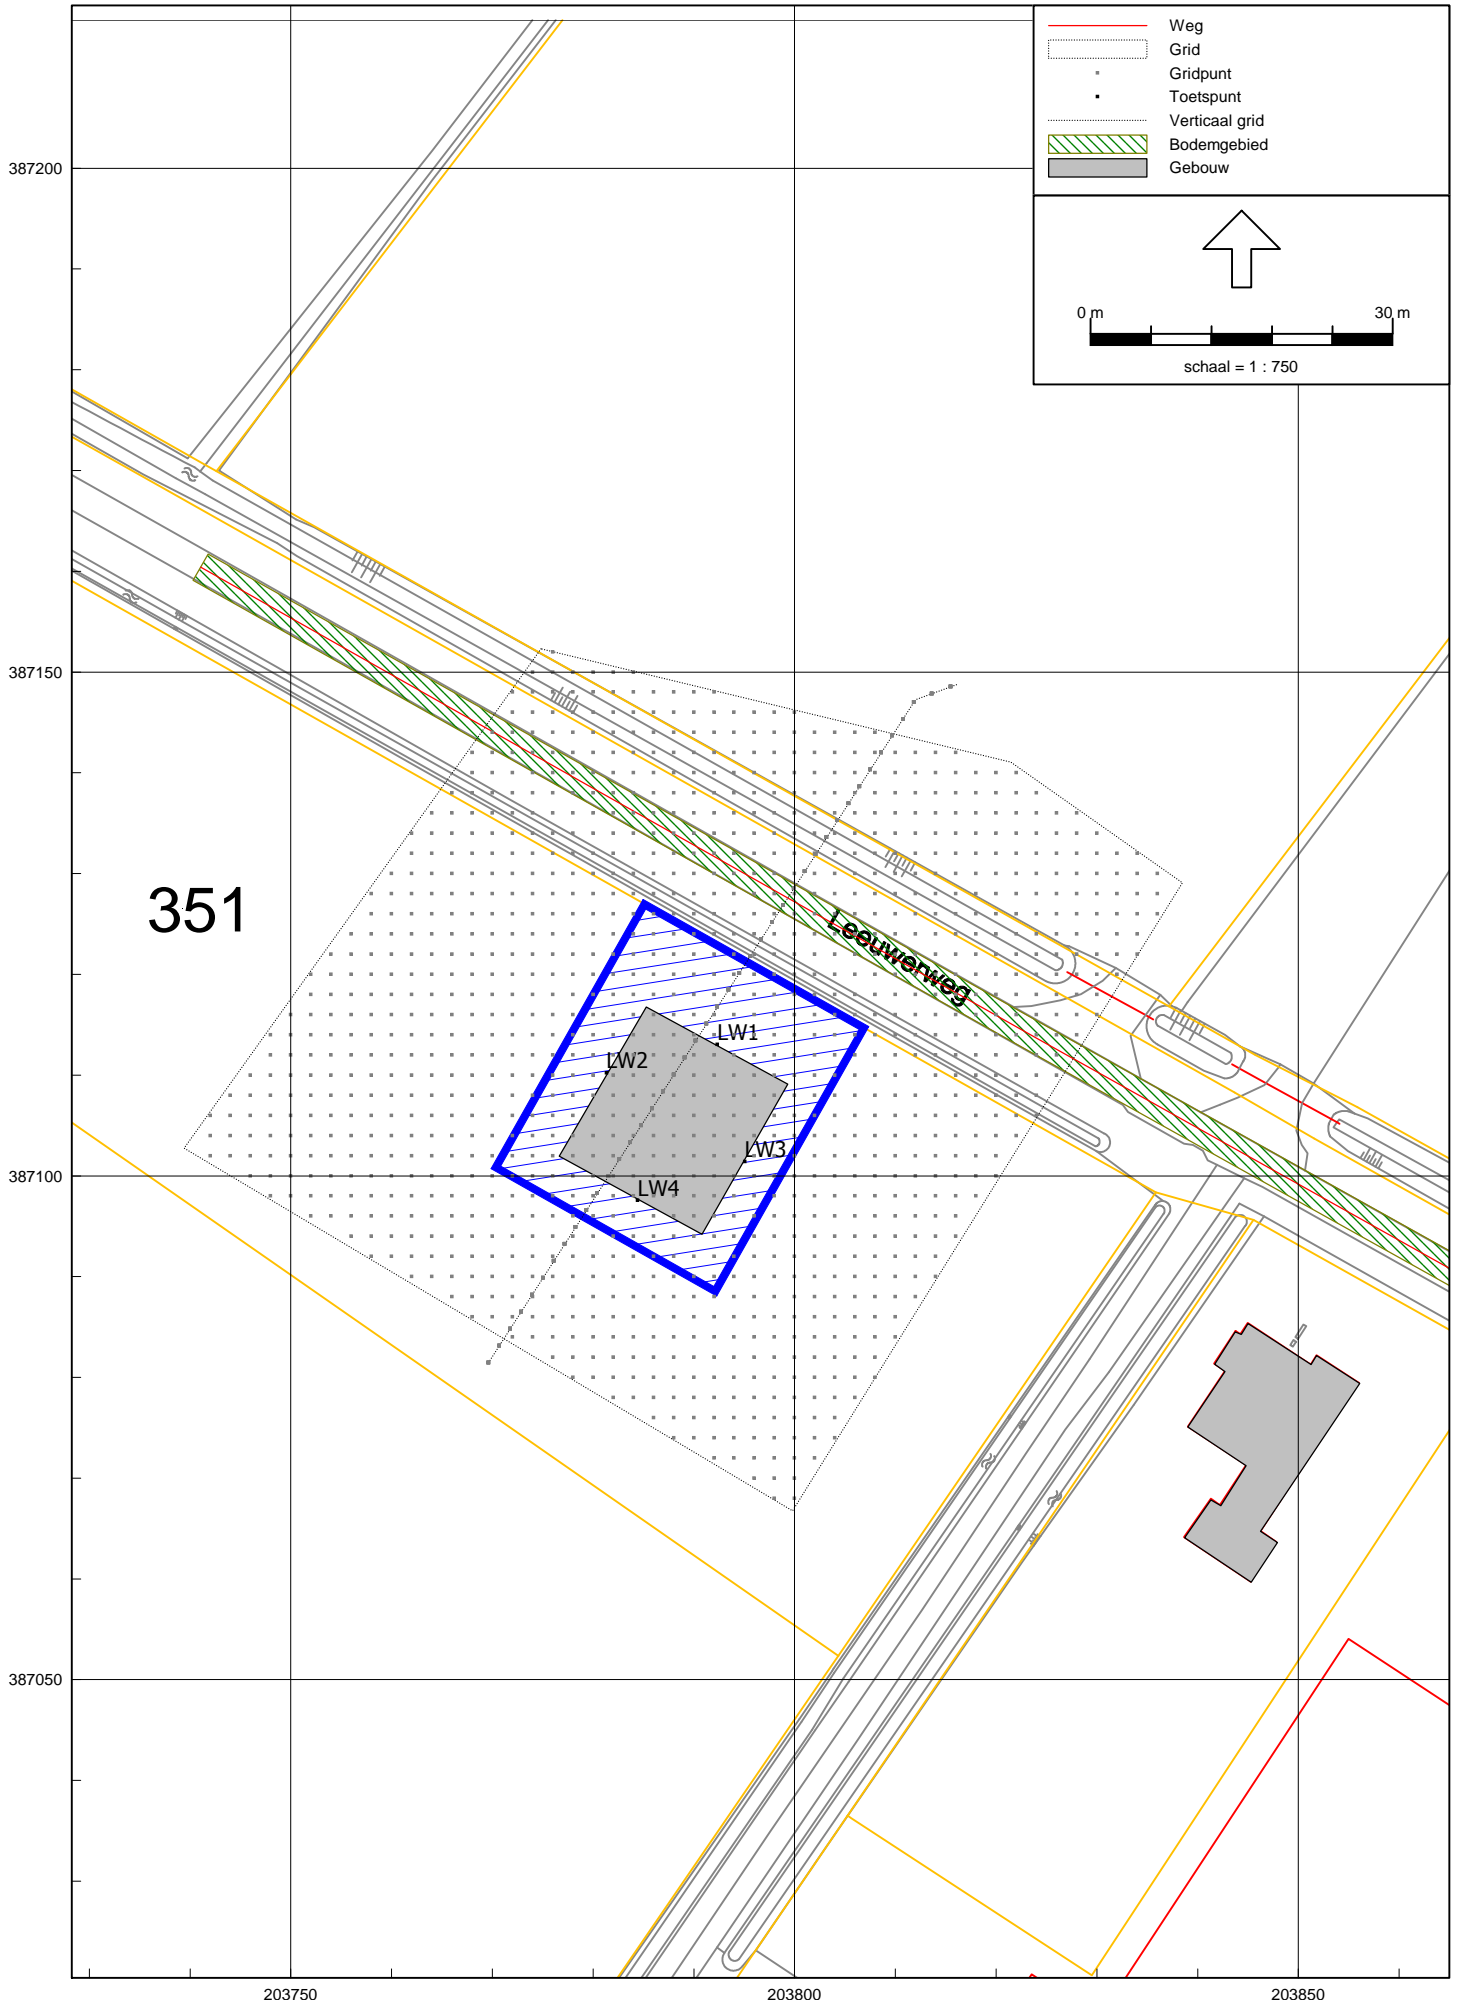 Weg
Grid
Gridpunt
Toetspunt
Verticaal grid
Bodemgebied
Gebouw
0 m 30 m
schaal = 1 : 750
387200
387150
351
Leeuwerweg
LW1
LW2
LW3
387100
LW4
387050
203750 203800 203850